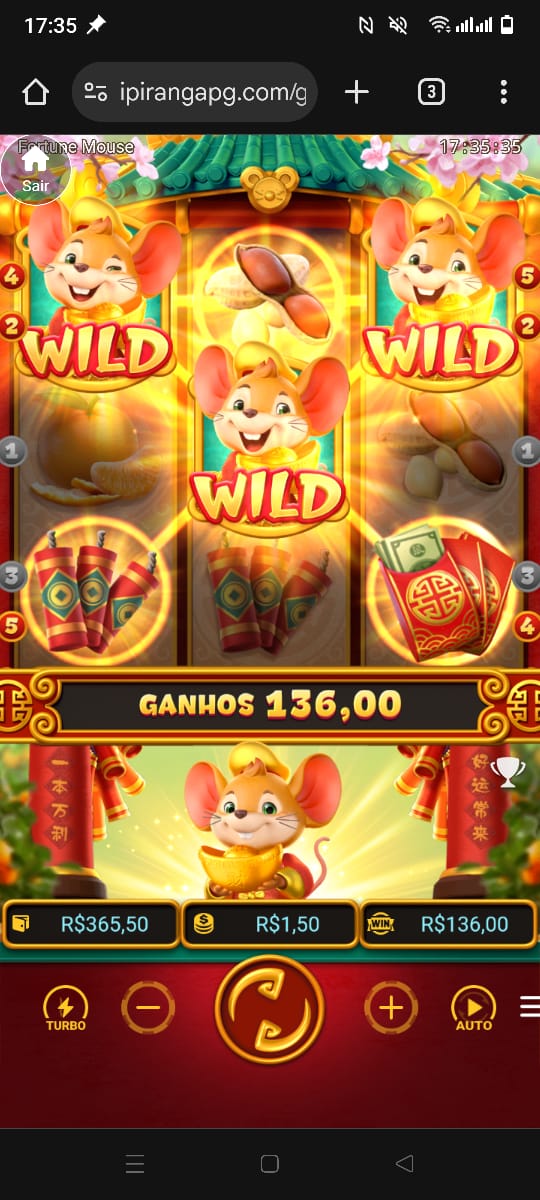 17:35
ipirangapg.com/g
3
Fortune Mouse
17:35:35
Sair
4
5
WILD
WILD
2
2
WILD
1
1
3
3
5
4
GANHOS 136,00
一本万利
好运常来
R$365,50
R$1,50
WIN
R$136,00
TURBO
AUTO